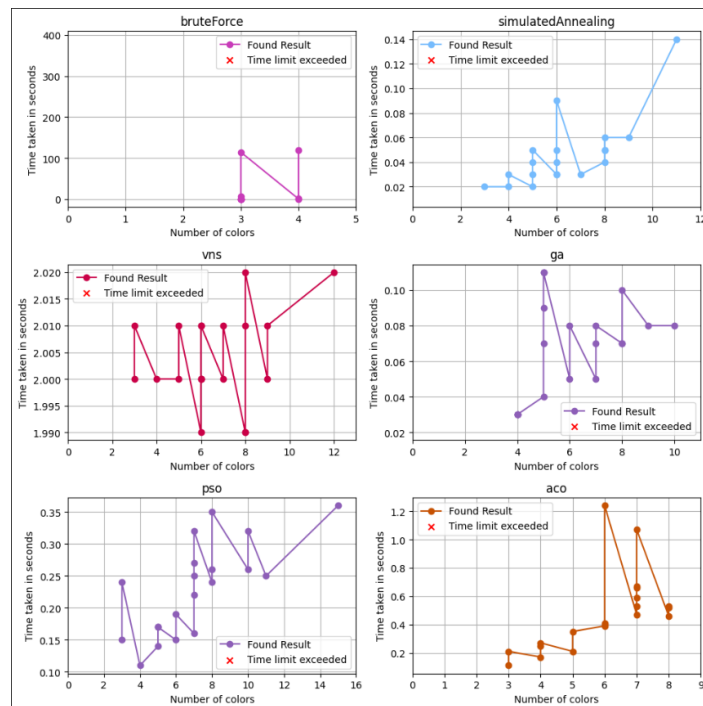 bruteForce
400
300
200
100
0
Time taken in seconds
Found Result
Time limit exceeded
0 1 2 3 4 5
Number of colors
simulatedAnnealing
0.14
0.12
0.10
0.08
0.06
0.04
0.02
Time taken in seconds
Found Result
Time limit exceeded
0 2 4 6 8 10
Number of colors
vns
2.020
2.015
2.010
2.005
2.000
1.995
1.990
Time taken in seconds
Found Result
Time limit exceeded
0 2 4 6 8 10 12
Number of colors
ga
0.10
0.08
0.06
0.04
0.02
Time taken in seconds
Found Result
Time limit exceeded
0 2 4 6 8 10
Number of colors
pso
0.35
0.30
0.25
0.20
0.15
0.10
Time taken in seconds
Found Result
Time limit exceeded
0 2 4 6 8 10 12 14 16
Number of colors
aco
1.2
1.0
0.8
0.6
0.4
0.2
Time taken in seconds
Found Result
Time limit exceeded
0 1 2 3 4 5 6 7 8 9
Number of colors